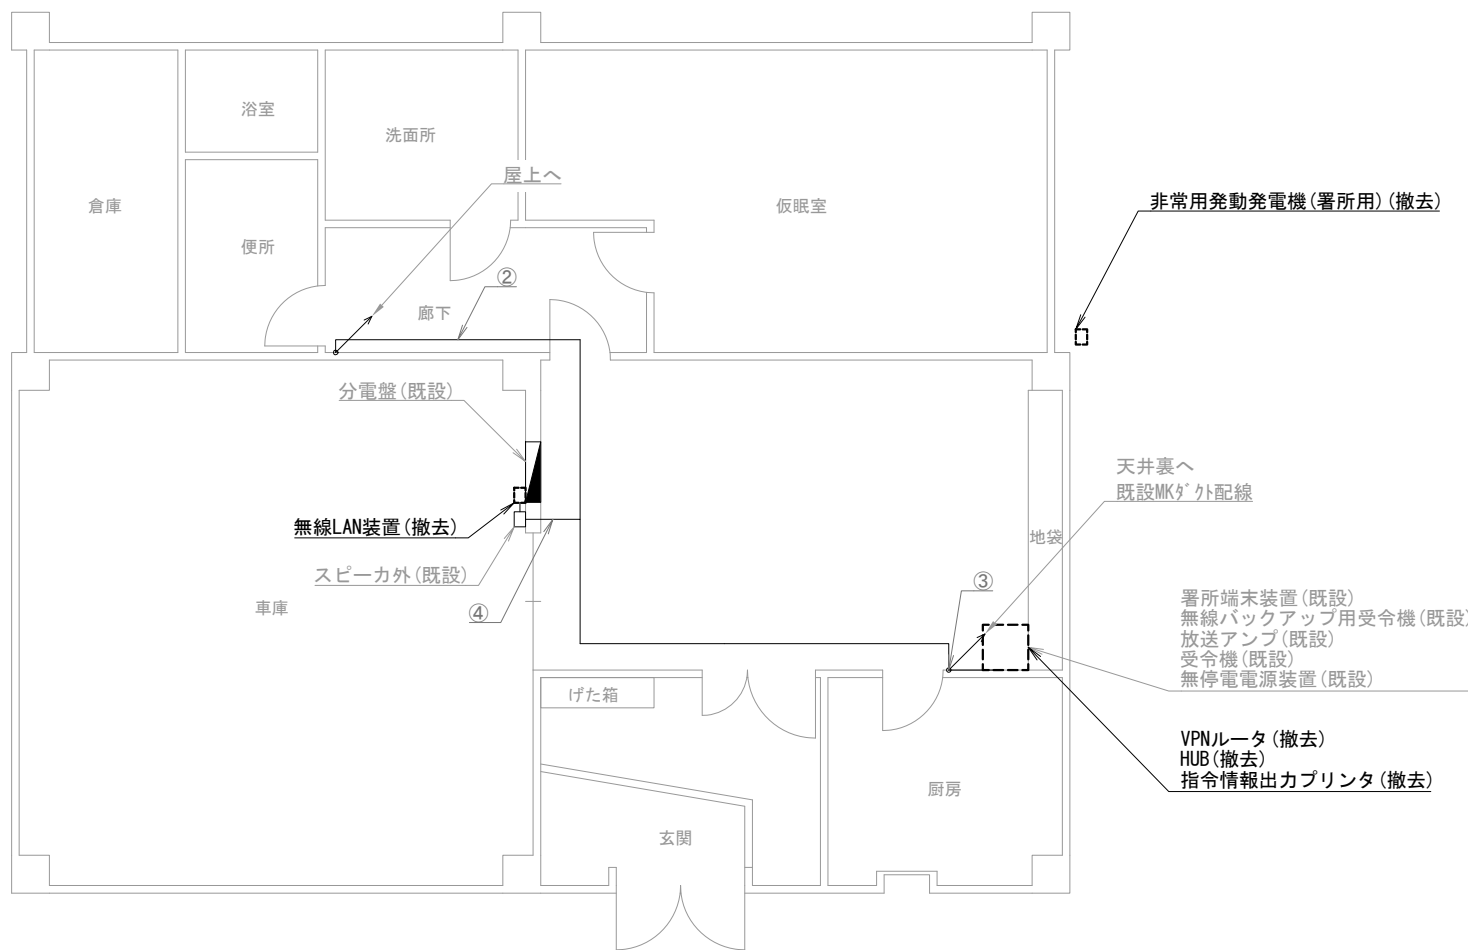 浴室
洗面所
屋上へ
倉庫
仮眠室
非常用発動発電機(署所用)(撤去)
便所
②
廊下
分電盤(既設)
天井裏へ
既設MKダクト配線
無線LAN装置(撤去)
地袋
スピーカ外(既設)
③
車庫
④
署所端末装置(既設)
無線バックアップ用受令機(既設)
放送アンプ(既設)
受令機(既設)
無停電電源装置(既設)
げた箱
VPNルータ(撤去)
HUB(撤去)
指令情報出力プリンタ(撤去)
厨房
玄関